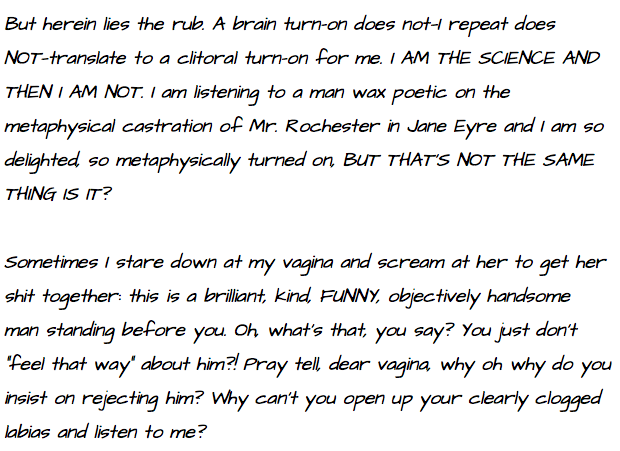 But herein lies the rub. A brain turn-on does not-I repeat does
NOT-translate to a clitoral turn-on for me. I AM THE SCIENCE AND
THEN I AM NOT. I am listening to a man wax poetic on the
metaphysical castration of Mr. Rochester in Jane Eyre and I am so
delighted, so metaphysically turned on, BUT THAT'S NOT THE SAME
THING IS IT?
Sometimes I stare down at my vagina and scream at her to get her
shit together: this is a brilliant, kind, FUNNY, objectively handsome
man standing before you. Oh, what's that, you say? You just don't
"feel that way" about him?! Pray tell, dear vagina, why oh why do you
insist on rejecting him? Why can't you open up your clearly clogged
labias and listen to me?